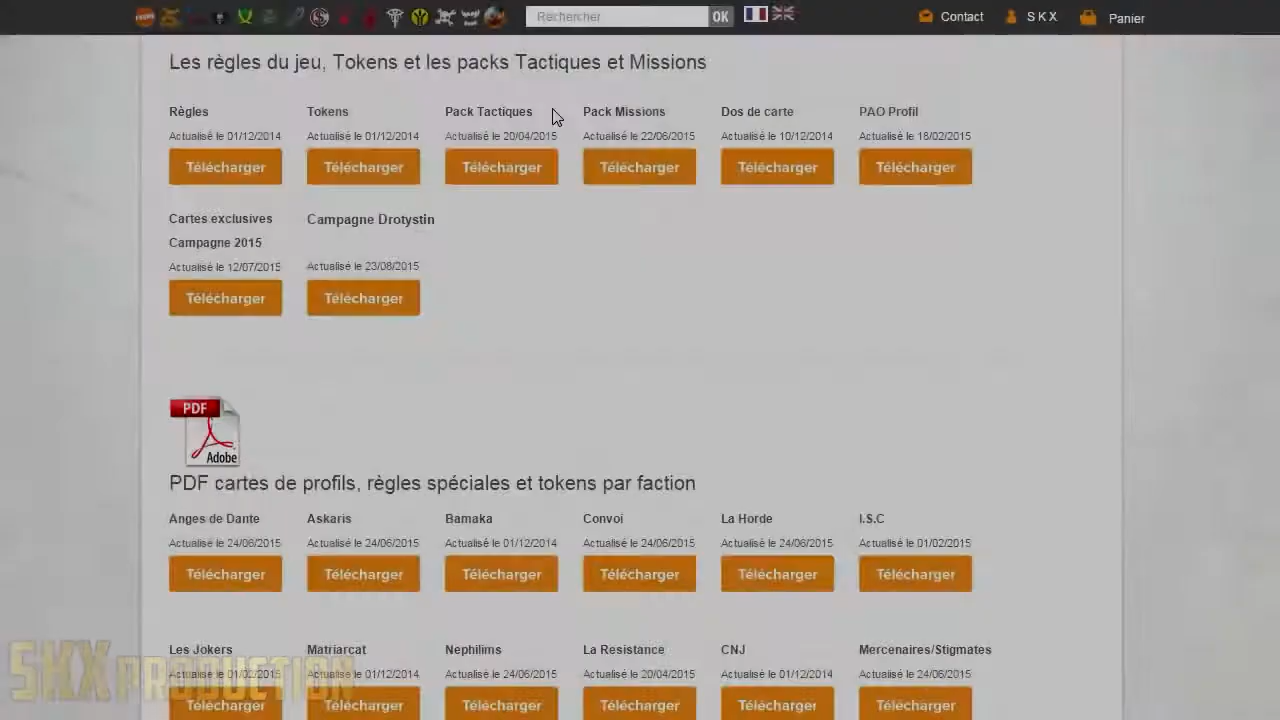 Rechercher OK Contact S K X Panier
Les règles du jeu, Tokens et les packs Tactiques et Missions
Règles Tokens Pack Tactiques Pack Missions Dos de carte PAO Profil
Actualisé le 01/12/2014 Actualisé le 01/12/2014 Actualisé le 20/04/2015 Actualisé le 22/06/2015 Actualisé le 10/12/2014 Actualisé le 18/02/2015
Télécharger Télécharger Télécharger Télécharger Télécharger Télécharger
Cartes exclusives Campagne Drotystin
Campagne 2015
Actualisé le 12/07/2015 Actualisé le 23/08/2015
Télécharger Télécharger
PDF
Adobe
PDF cartes de profils, règles spéciales et tokens par faction
Anges de Dante Askaris Bamaka Convoi La Horde I.S.C
Actualisé le 24/06/2015 Actualisé le 24/06/2015 Actualisé le 01/12/2014 Actualisé le 24/06/2015 Actualisé le 24/06/2015 Actualisé le 01/02/2015
Télécharger Télécharger Télécharger Télécharger Télécharger Télécharger
Les Jokers Matriarcat Nephilims La Resistance CNJ Mercenaires/Stigmates
Actualisé le 01/02/2015 Actualisé le 01/12/2014 Actualisé le 24/06/2015 Actualisé le 20/04/2015 Actualisé le 01/12/2014 Actualisé le 24/06/2015
Télécharger Télécharger Télécharger Télécharger Télécharger Télécharger
SKX PRODUCTION